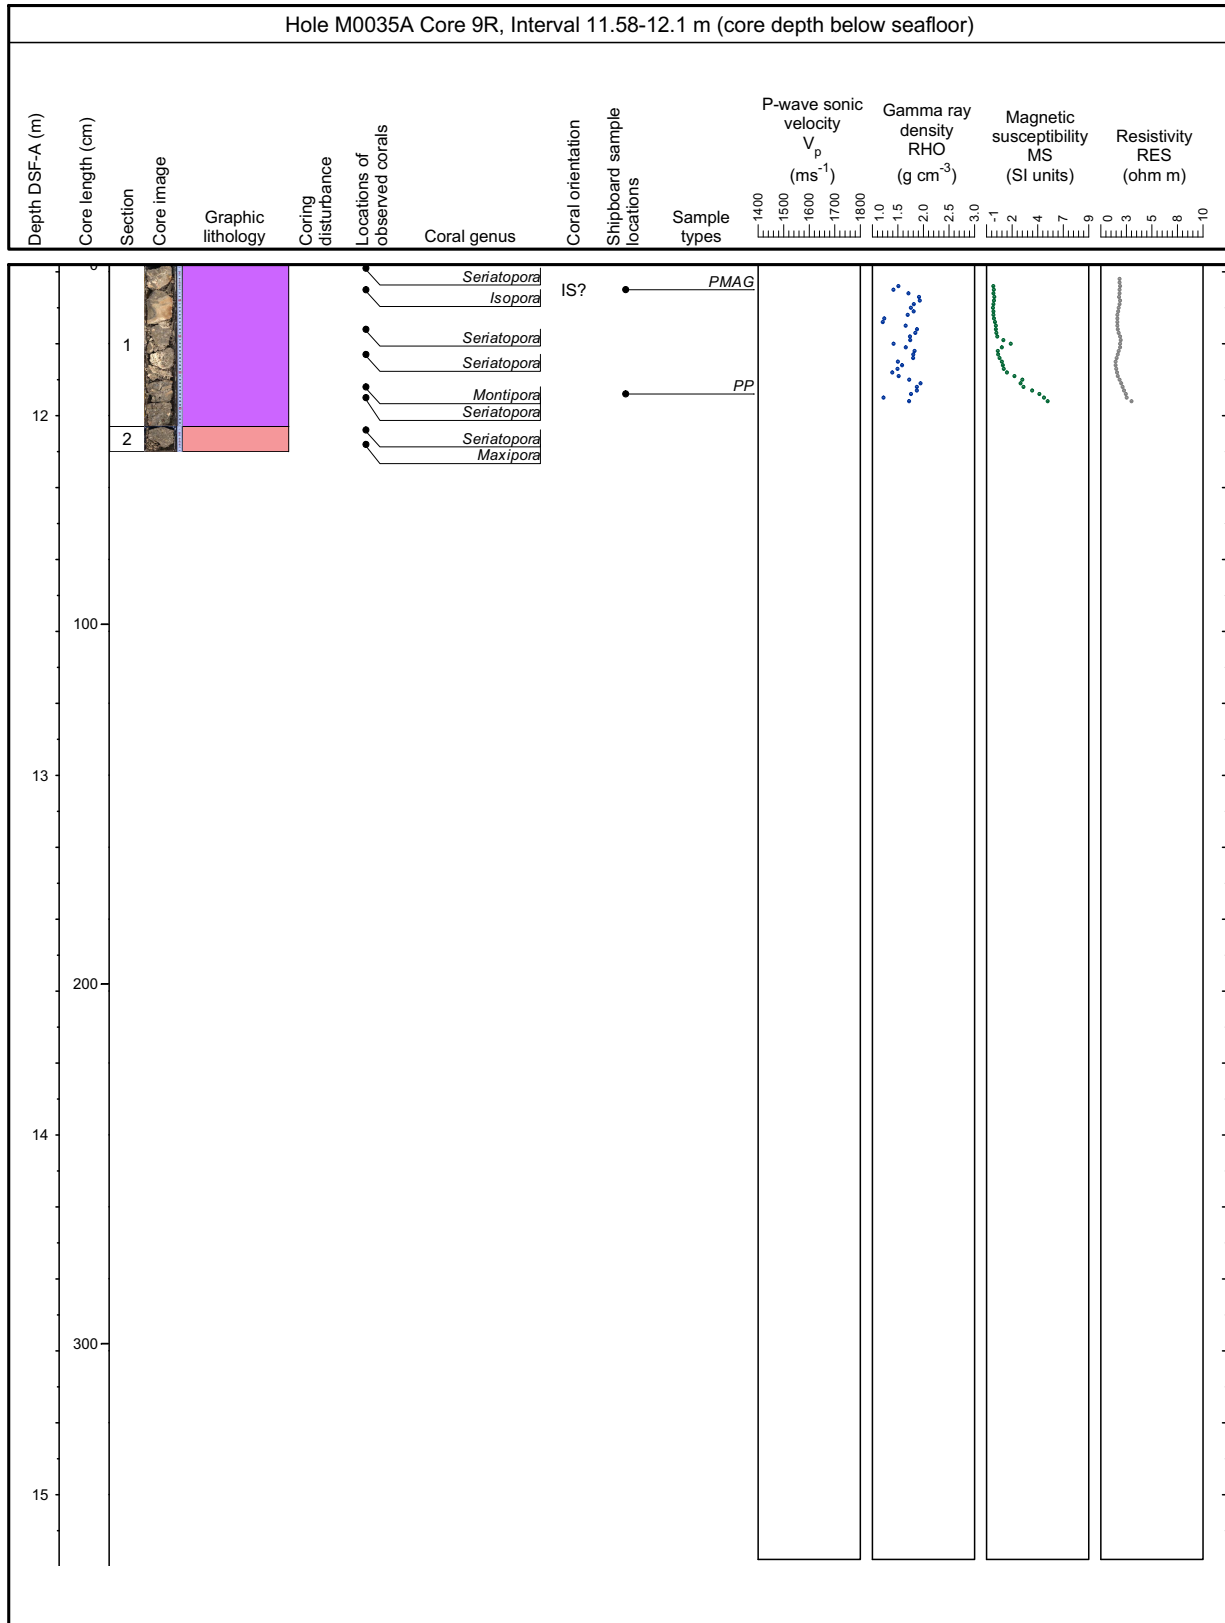 Hole M0035A Core 9R, Interval 11.58-12.1 m (core depth below seafloor)
Depth DSF-A (m)
Core length (cm)
Section
Core image
Graphic
lithology
Coring
disturbance
Locations of
observed corals
Coral genus
Coral orientation
Shipboard sample
locations
Sample
types
P-wave sonic
velocity
Vp
(ms-1)
1400
1500
1600
1700
1800
Gamma ray
density
RHO
(g cm-3)
1.0
1.5
2.0
2.5
3.0
Magnetic
susceptibility
MS
(SI units)
-1
2
4
7
9
Resistivity
RES
(ohm m)
0
3
5
8
10
Seriatopora
Isopora
IS?
PMAG
Seriatopora
1
Seriatopora
Montipora
PP
Seriatopora
12
2
Seriatopora
Maxipora
100
13
200
14
300
15